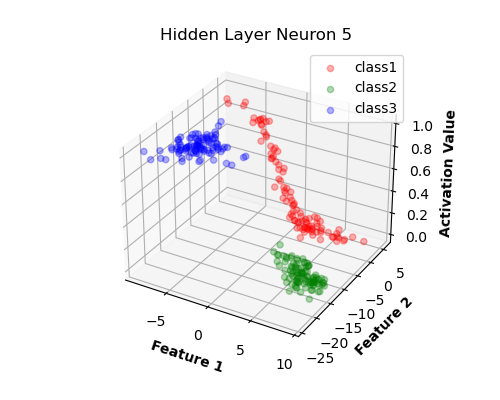 Hidden Layer Neuron 5
class1
class2
class3
1.0
0.8
0.6
0.4
0.2
0.0
Activation Value
5
0
−5
−10
−15
−20
−25
Feature 2
−5
0
5
10
Feature 1